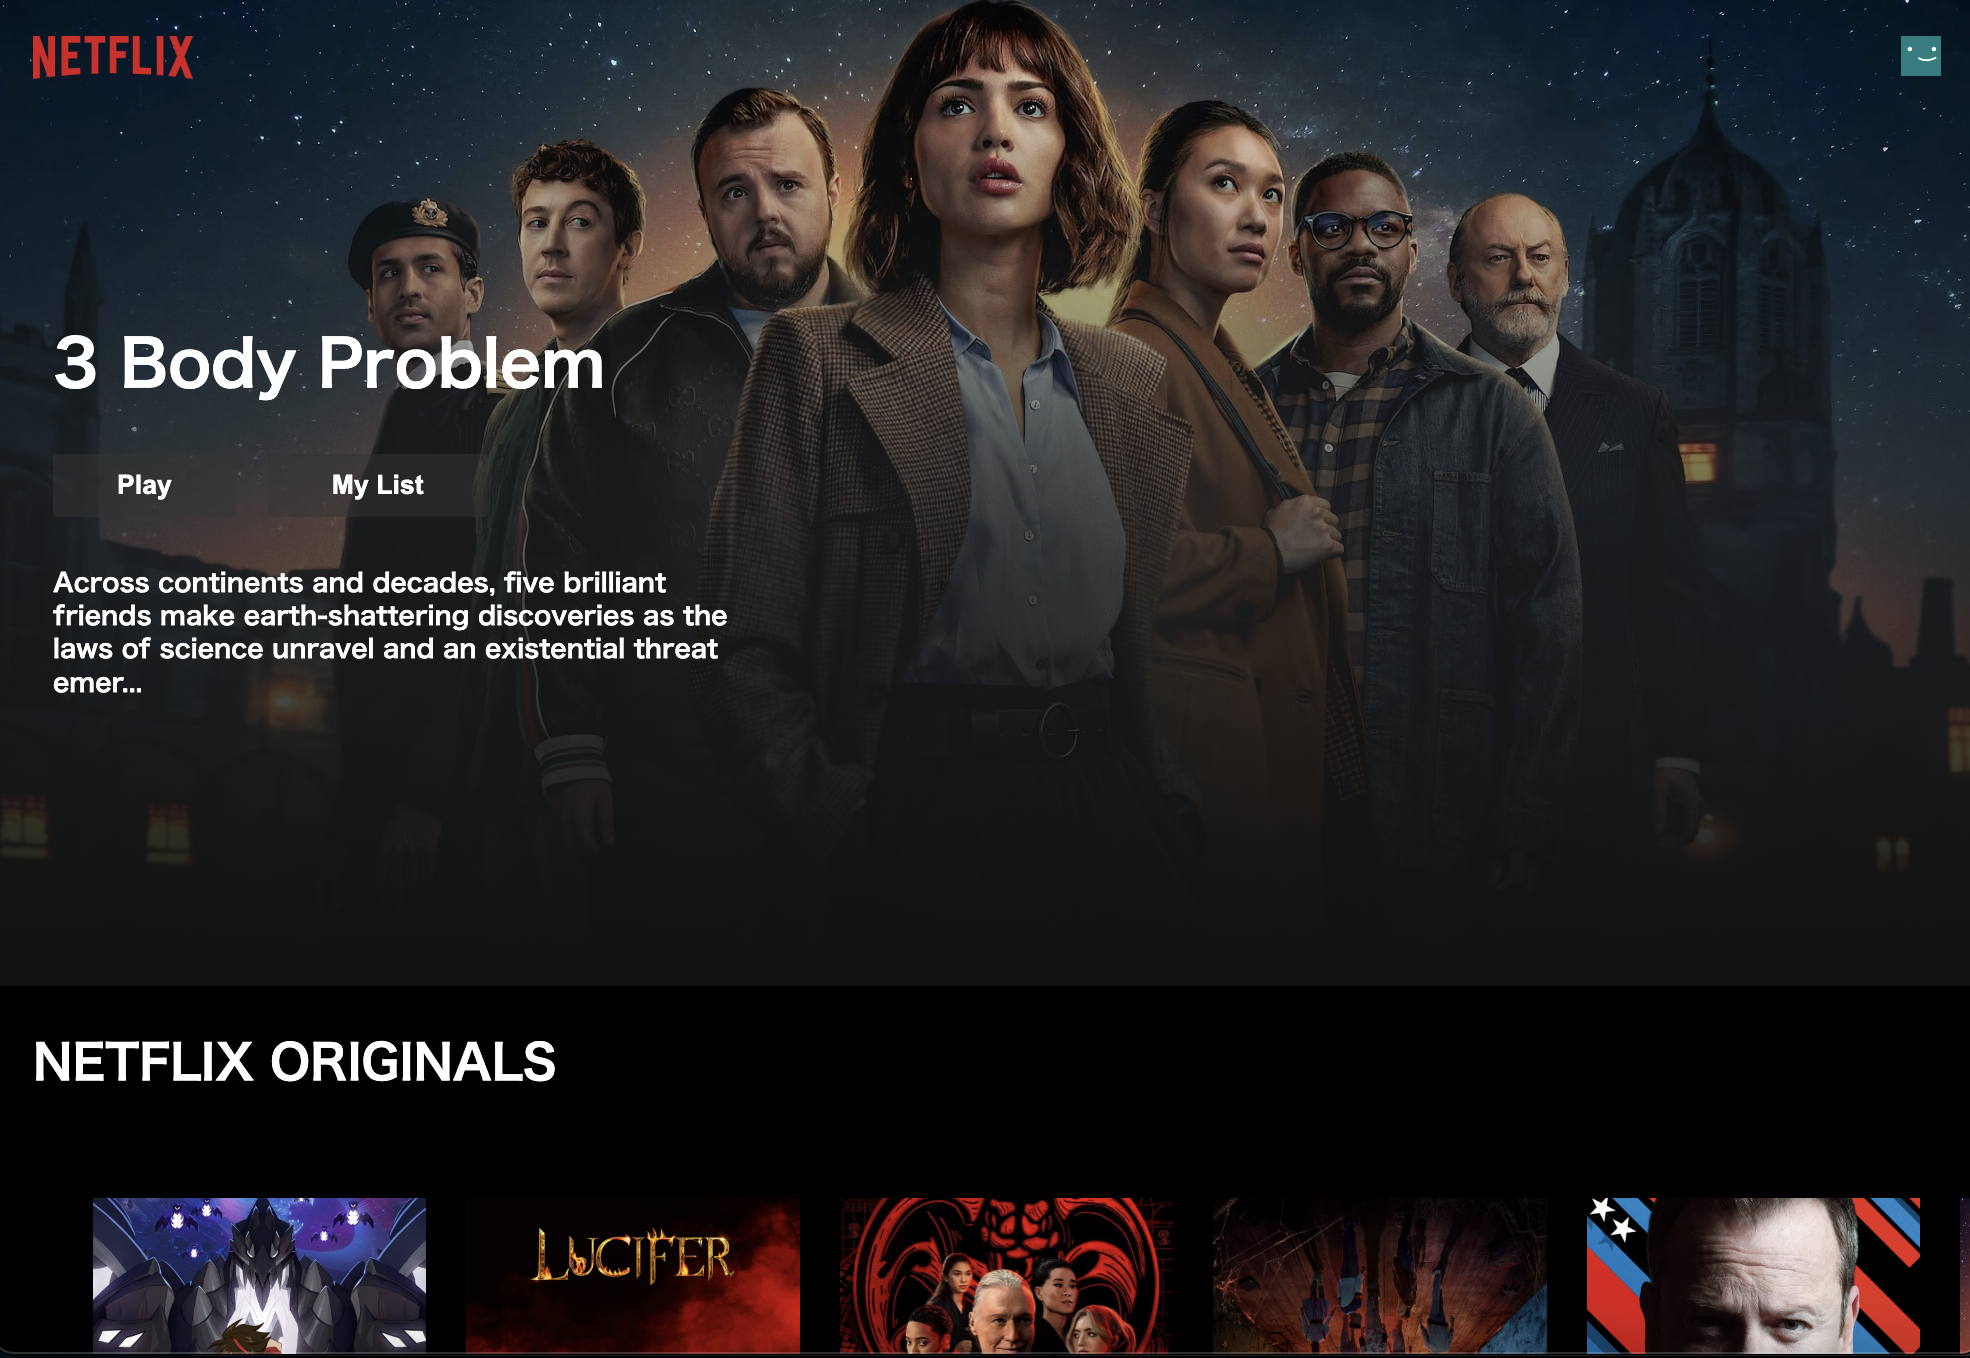 NETFLIX
3 Body Problem
Play
My List
Across continents and decades, five brilliant
friends make earth-shattering discoveries as the
laws of science unravel and an existential threat
emer...
NETFLIX ORIGINALS
LUCIFER